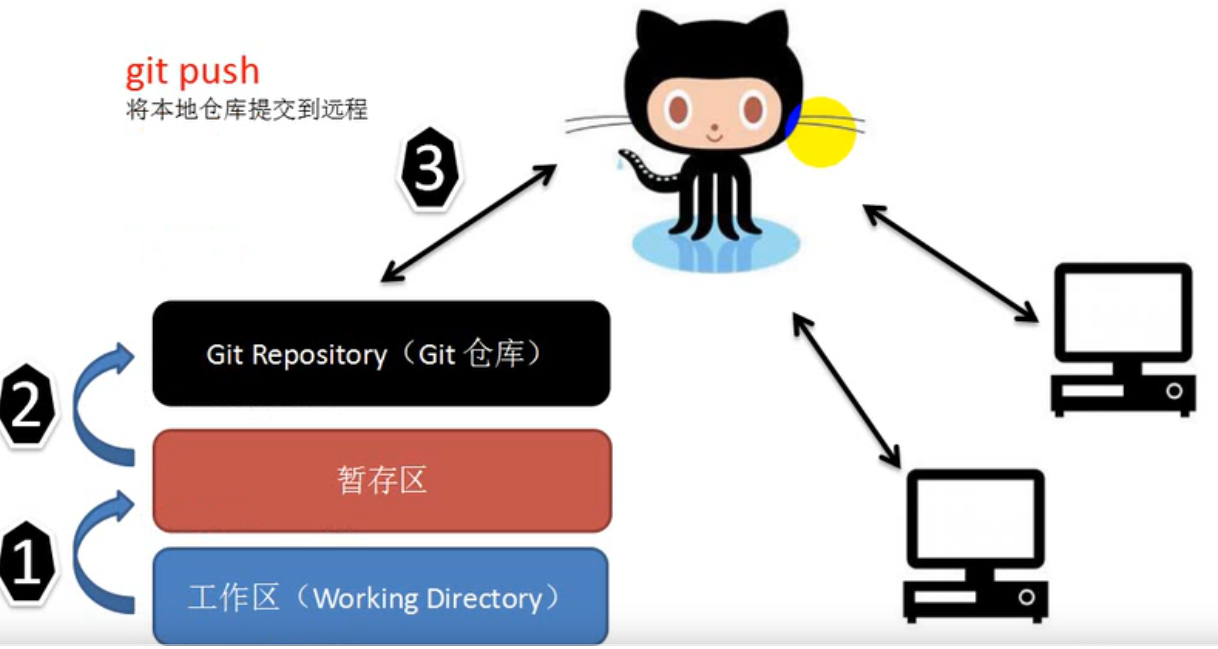 git push
将本地仓库提交到远程
3
Git Repository（Git 仓库）
2
暂存区
1
工作区（Working Directory）